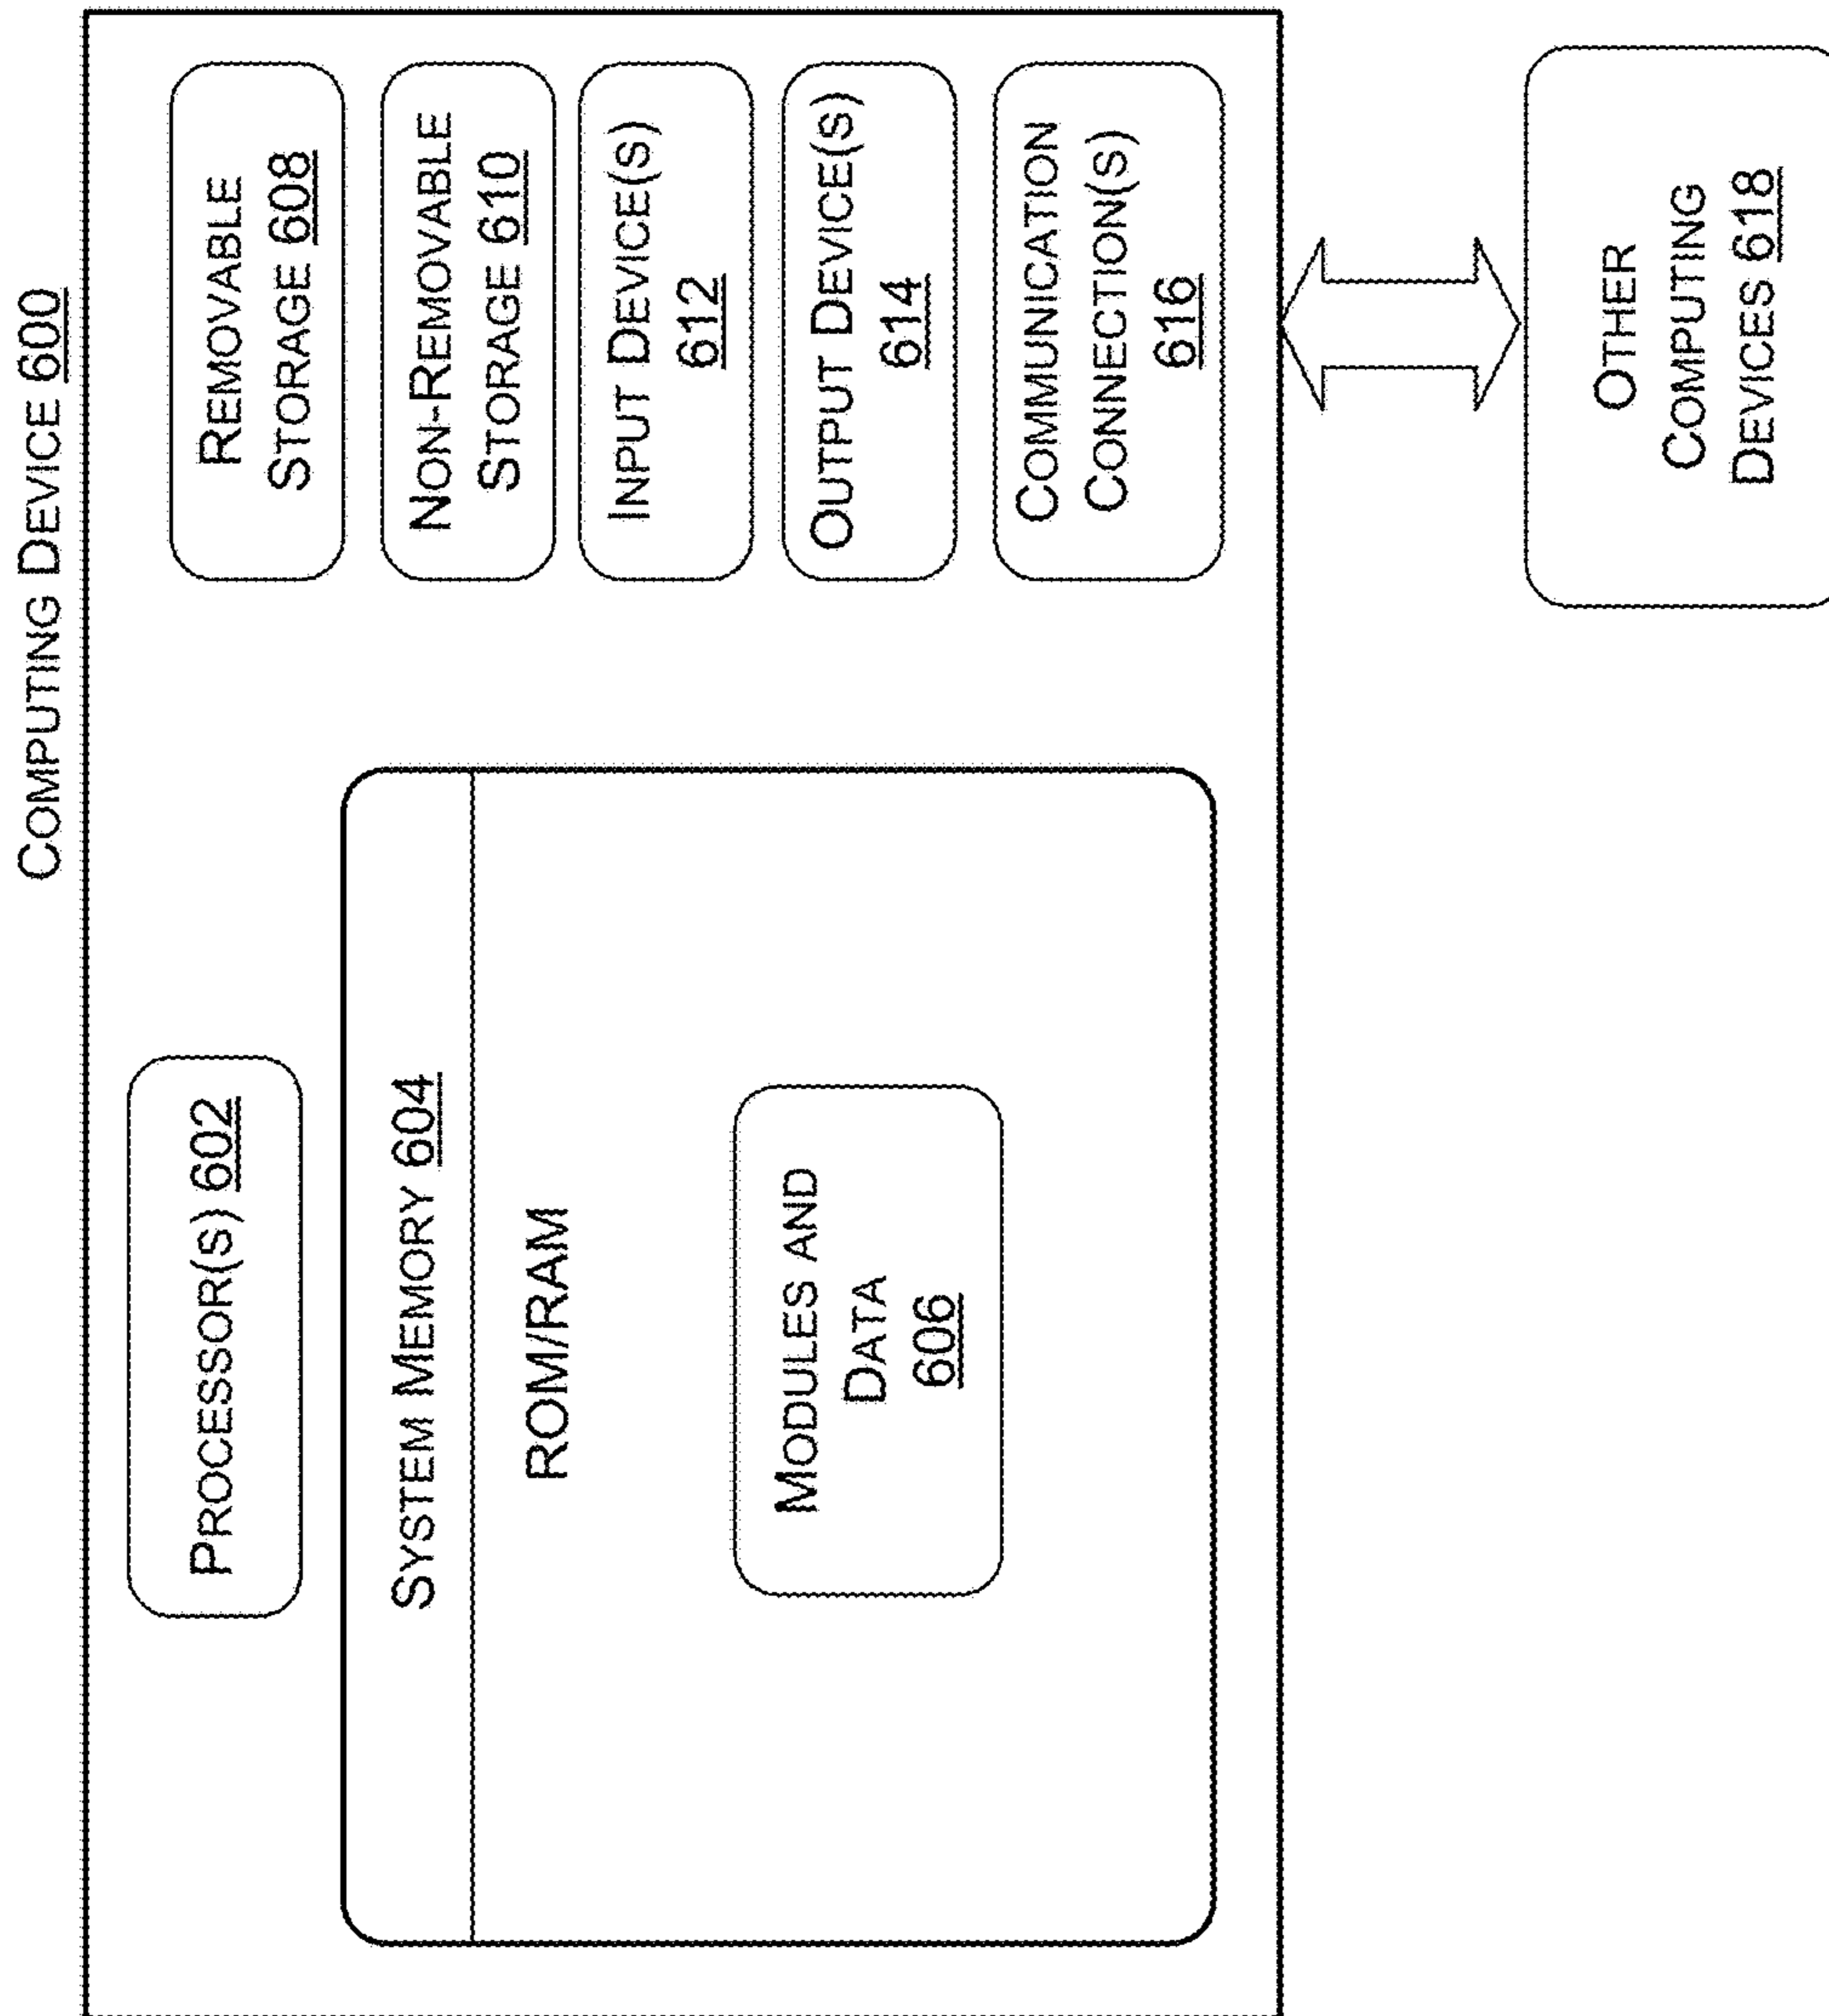 COMPUTING DEVICE 600
PROCESSOR(S) 602
SYSTEM MEMORY 604
ROM/RAM
MODULES AND
DATA
606
REMOVABLE
STORAGE 608
NON-REMOVABLE
STORAGE 610
INPUT DEVICE(S)
612
OUTPUT DEVICE(S)
614
COMMUNICATION
CONNECTION(S)
616
OTHER
COMPUTING
DEVICES 618